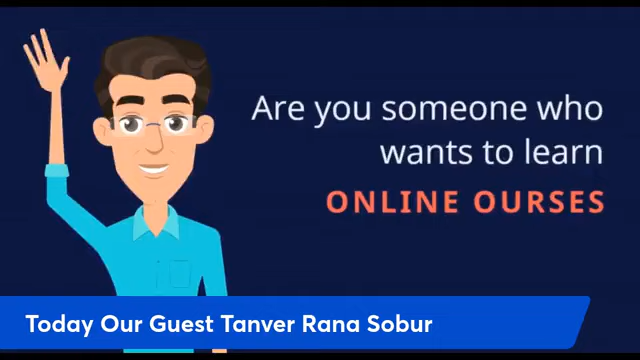 Are you someone who
wants to learn
ONLINE OURSES
Today Our Guest Tanver Rana Sobur